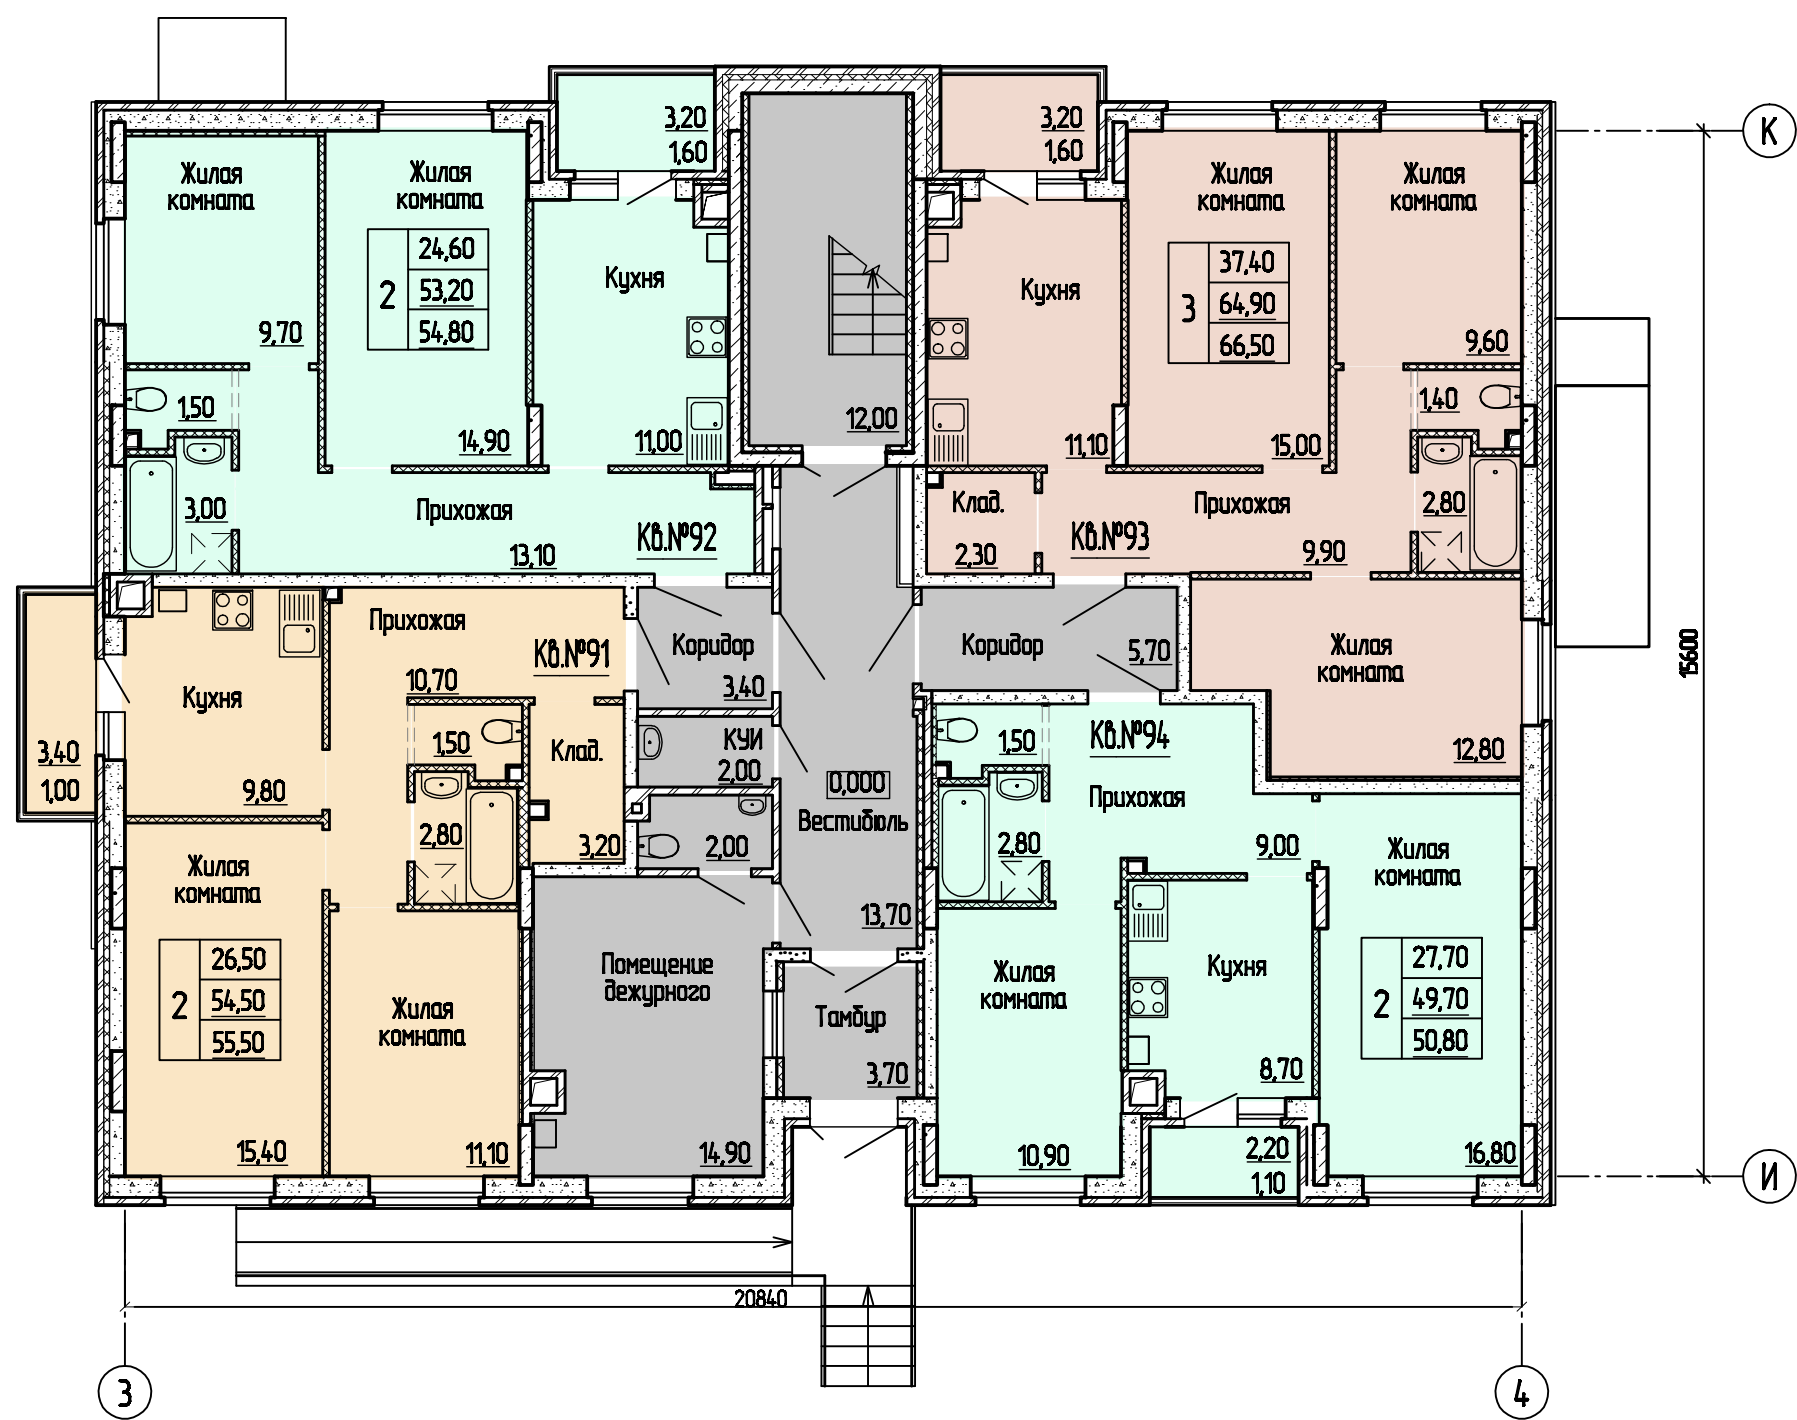 К
3,20
1,60
3,20
1,60
Жилая
комната
9,70
Жилая
комната
24,60
2
53,20
54,80
14,90
Кухня
11,00
12,00
Кухня
11,10
Жилая
комната
37,40
3
64,90
66,50
15,00
Жилая
комната
9,60
1,50
3,00
Прихожая
13,10
Кв.№92
Клад.
2,30
Кв.№93
Прихожая
9,90
1,40
2,80
Прихожая
Кв.№91
10,70
Коридор
3,40
Коридор
5,70
Жилая
комната
12,80
15600
Кухня
9,80
3,40
1,00
1,50
2,80
Клад.
3,20
КУИ
2,00
2,00
0,000
Вестибюль
13,70
1,50
Кв.№94
Прихожая
2,80
9,00
Жилая
комната
26,50
2
54,50
55,50
15,40
Жилая
комната
11,10
Помещение
дежурного
14,90
Тамбур
3,70
Жилая
комната
10,90
Кухня
8,70
2,20
1,10
Жилая
комната
27,70
2
49,70
50,80
16,80
И
20840
3
4